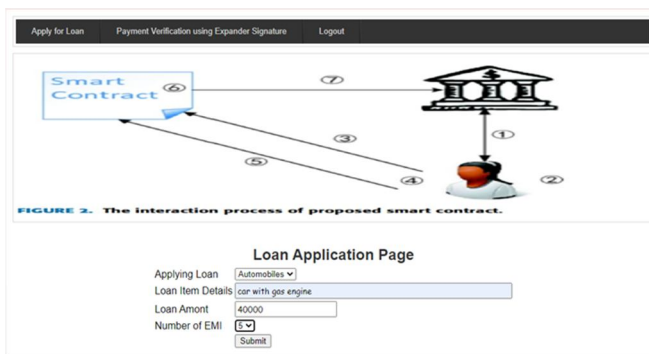 Apply for Loan Payment Verification using Expander Signature Logout
Smart
Contract
⑥
⑦
$
①
③
⑤
④
②
FIGURE 2. The interaction process of proposed smart contract.
Loan Application Page
Applying Loan Automobiles
Loan Item Details car with gas engine
Loan Amont 40000
Number of EMI 5
Submit